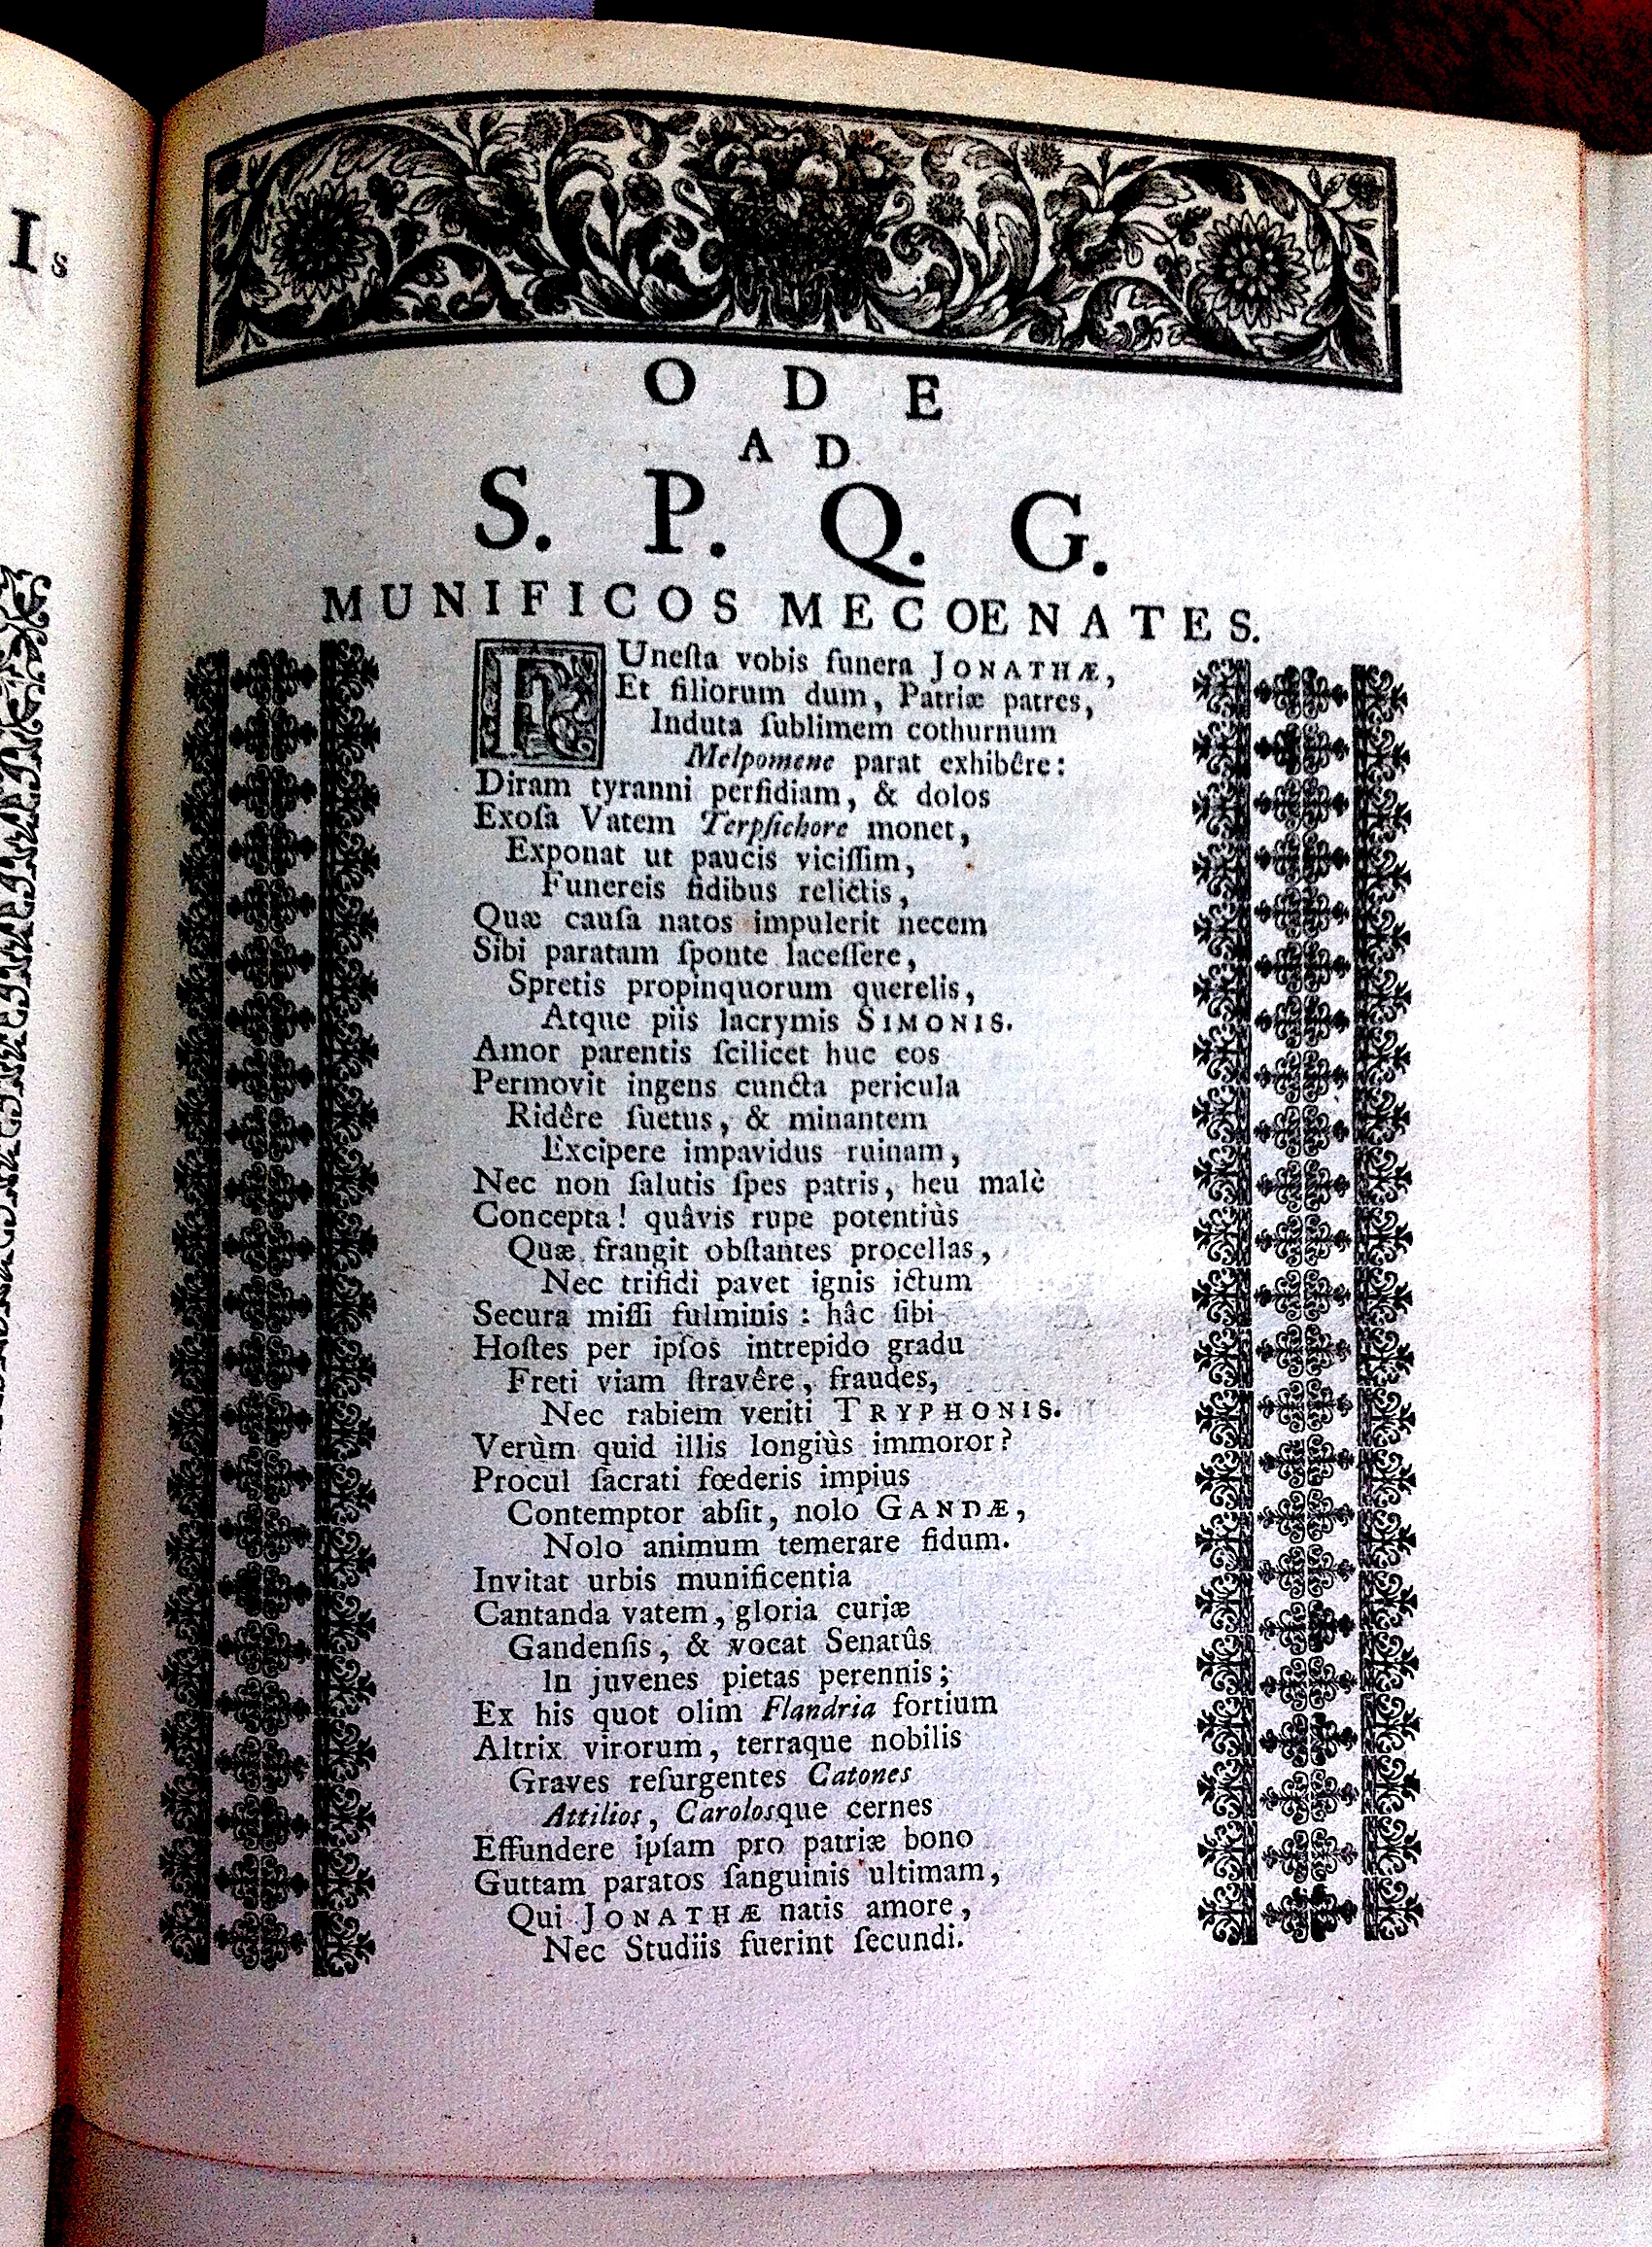 Is
ODE
AD
S. P. Q. G.
MUNIFICOS MECOENATES.
FUnesta vobis funera JONATHÆ,
Et filiorum dum, Patriæ patres,
Induta ſublimem cothurnum
Melpomene parat exhibêre:
Diram tyranni perfidiam, & dolos
Exoſa Vatem Terpſichore monet,
Exponat ut paucis viciſſim,
Funereis fidibus relictis,
Quæ cauſa natos impulerit necem
Sibi paratam ſponte laceſſere,
Spretis propinquorum querelis,
Atque piis lacrymis SIMONIS.
Amor parentis ſcilicet huc eos
Permovit ingens cuncta pericula
Ridêre ſuetus, & minantem
Excipere impavidus ruinam,
Nec non ſalutis ſpes patris, heu malè
Concepta! quâvis rupe potentiùs
Quæ frangit obſtantes procellas,
Nec trifidi pavet ignis ictum
Secura miſſi fulminis: hâc ſibi
Hoſtes per ipſos intrepido gradu
Freti viam ſtravêre, fraudes,
Nec rabiem veriti TRYPHONIS.
Verùm quid illis longiùs immoror?
Procul ſacrati fœderis impius
Contemptor abſit, nolo GANDÆ,
Nolo animum temerare fidum.
Invitat urbis munificentia
Cantanda vatem, gloria curiæ
Gandenſis, & vocat Senatûs
In juvenes pietas perennis;
Ex his quot olim Flandria fortium
Altrix virorum, terraque nobilis
Graves reſurgentes Catones
Attilios, Carolosque cernes
Effundere ipſam pro patriæ bono
Guttam paratos ſanguinis ultimam,
Qui JONATHÆ natis amore,
Nec Studiis fuerint ſecundi.